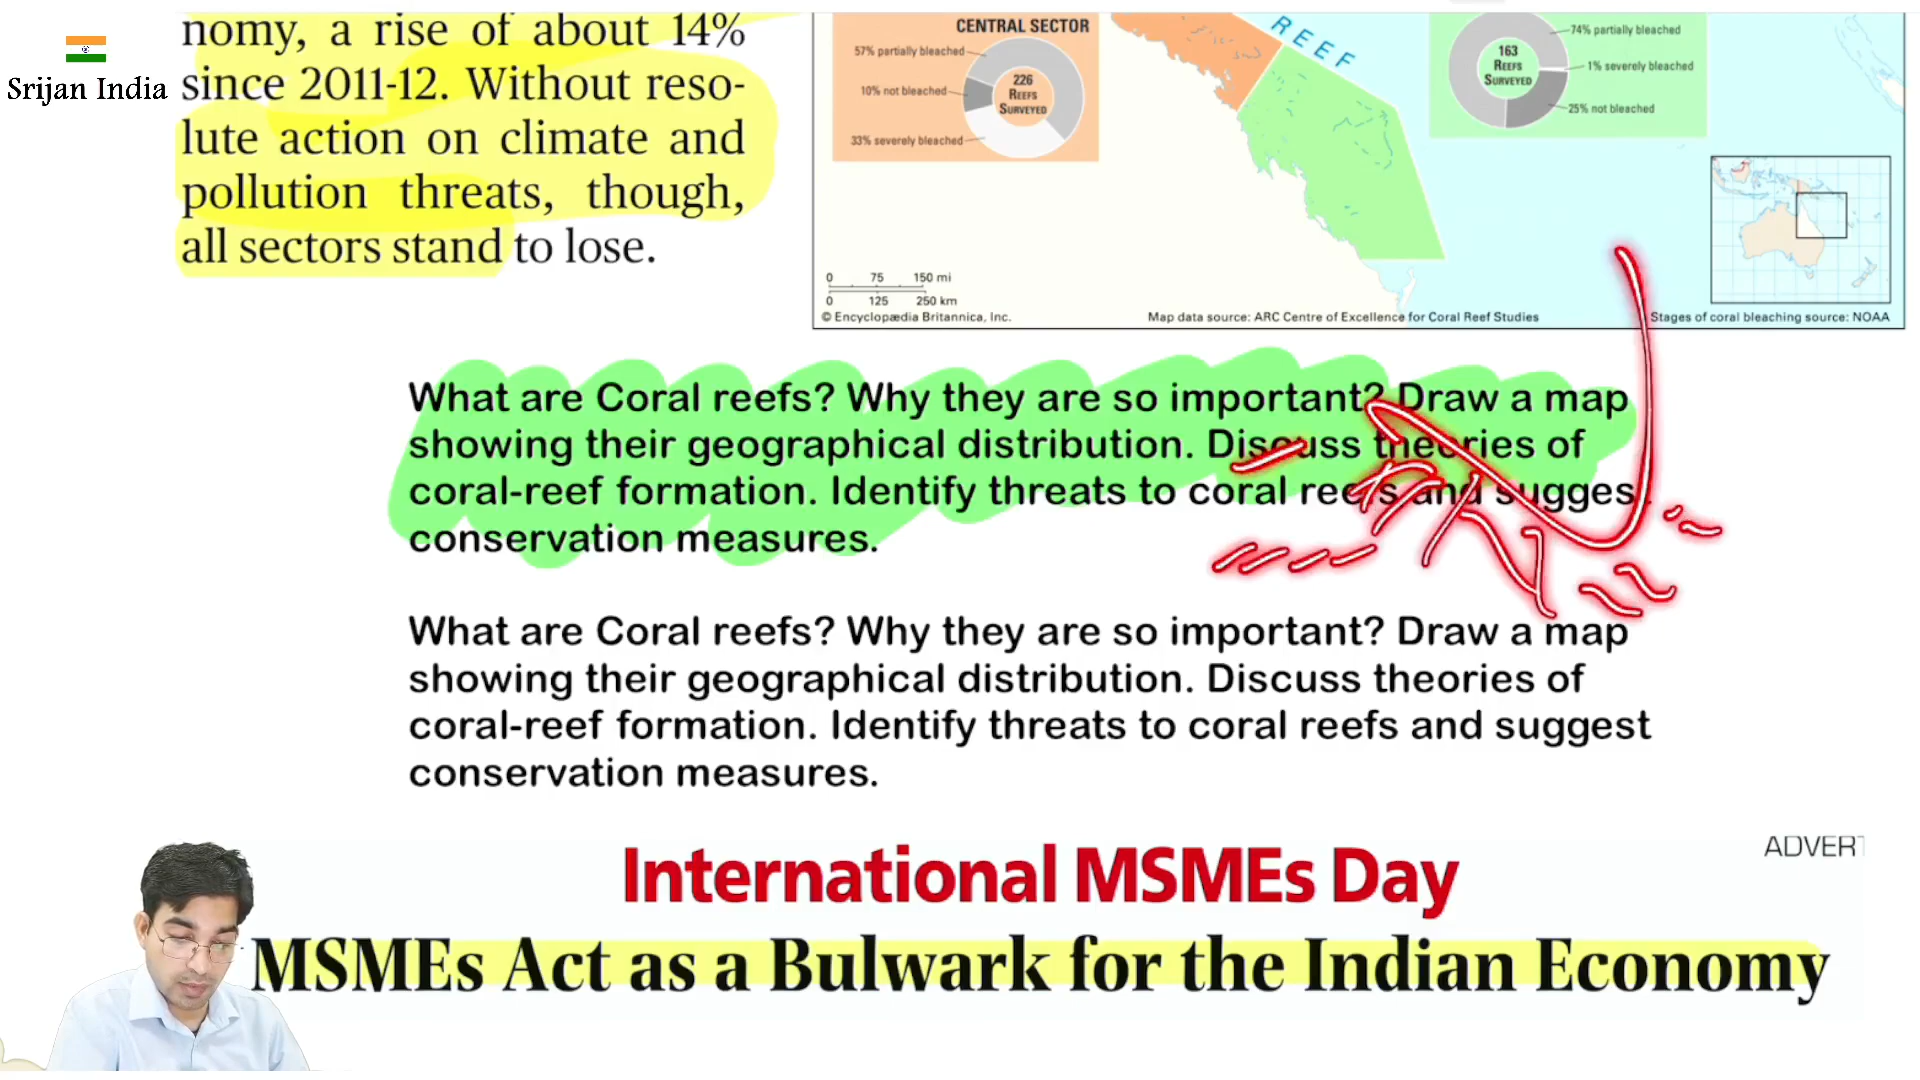 Srijan India
nomy, a rise of about 14%
since 2011-12. Without reso-
lute action on climate and
pollution threats, though,
all sectors stand to lose.
CENTRAL SECTOR
57% partially bleached
10% not bleached
33% severely bleached
226
REEFS
SURVEYED
REEF
163
REEFS
SURVEYED
74% partially bleached
1% severely bleached
25% not bleached
0 75 150 mi
0 125 250 km
© Encyclopædia Britannica, Inc.
Map data source: ARC Centre of Excellence for Coral Reef Studies
Stages of coral bleaching source: NOAA
What are Coral reefs? Why they are so important? Draw a map
showing their geographical distribution. Discuss theories of
coral-reef formation. Identify threats to coral reefs and sugges
conservation measures.
What are Coral reefs? Why they are so important? Draw a map
showing their geographical distribution. Discuss theories of
coral-reef formation. Identify threats to coral reefs and suggest
conservation measures.
ADVERT
International MSMEs Day
MSMEs Act as a Bulwark for the Indian Economy